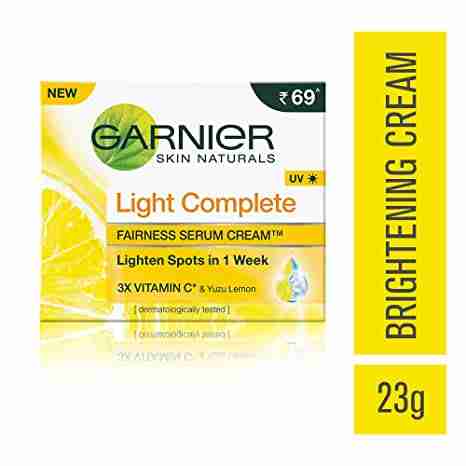 NEW
₹ 69^
GARNIER
SKIN NATURALS
UV
Light Complete
FAIRNESS SERUM CREAM™
Lighten Spots in 1 Week
3X VITAMIN C* & Yuzu Lemon
[ dermatologically tested ]
BRIGHTENING CREAM
23g